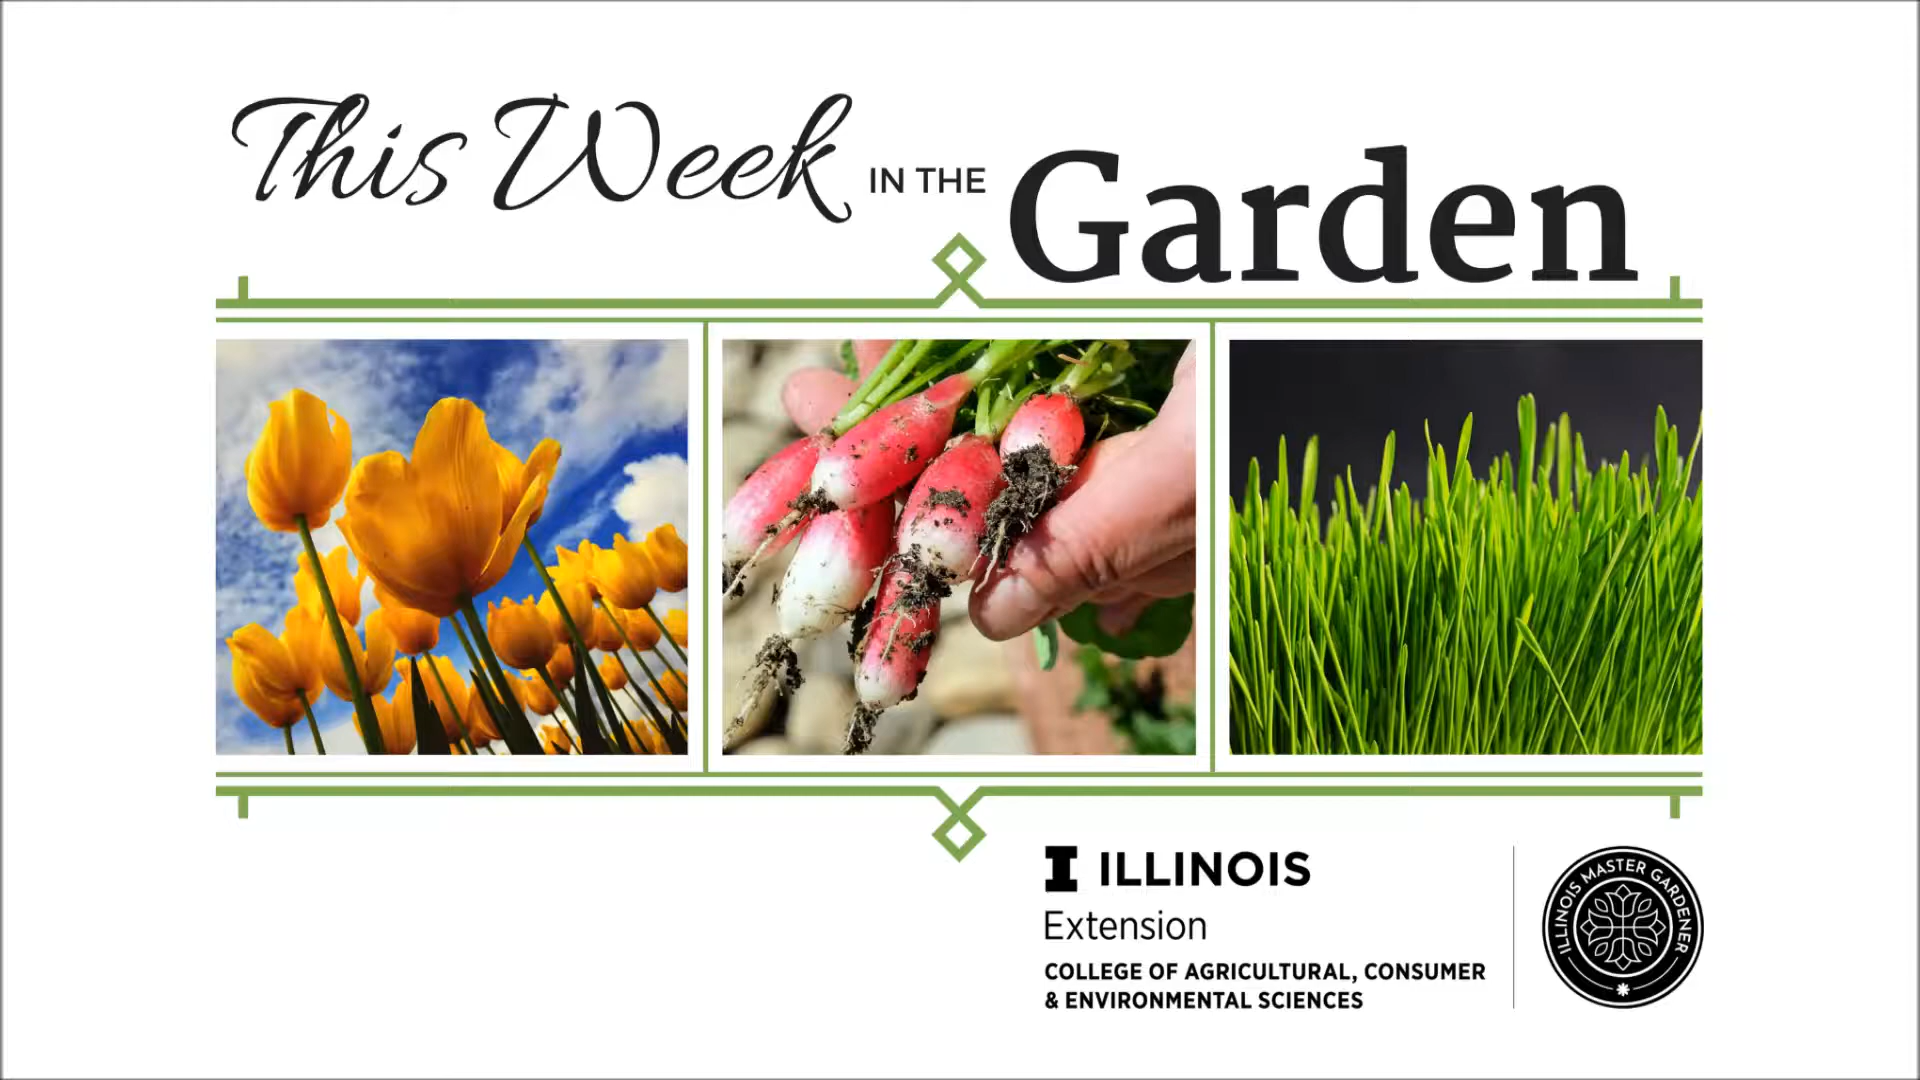 This Week IN THE Garden
I ILLINOIS
Extension
COLLEGE OF AGRICULTURAL, CONSUMER
& ENVIRONMENTAL SCIENCES
ILLINOIS MASTER GARDENER